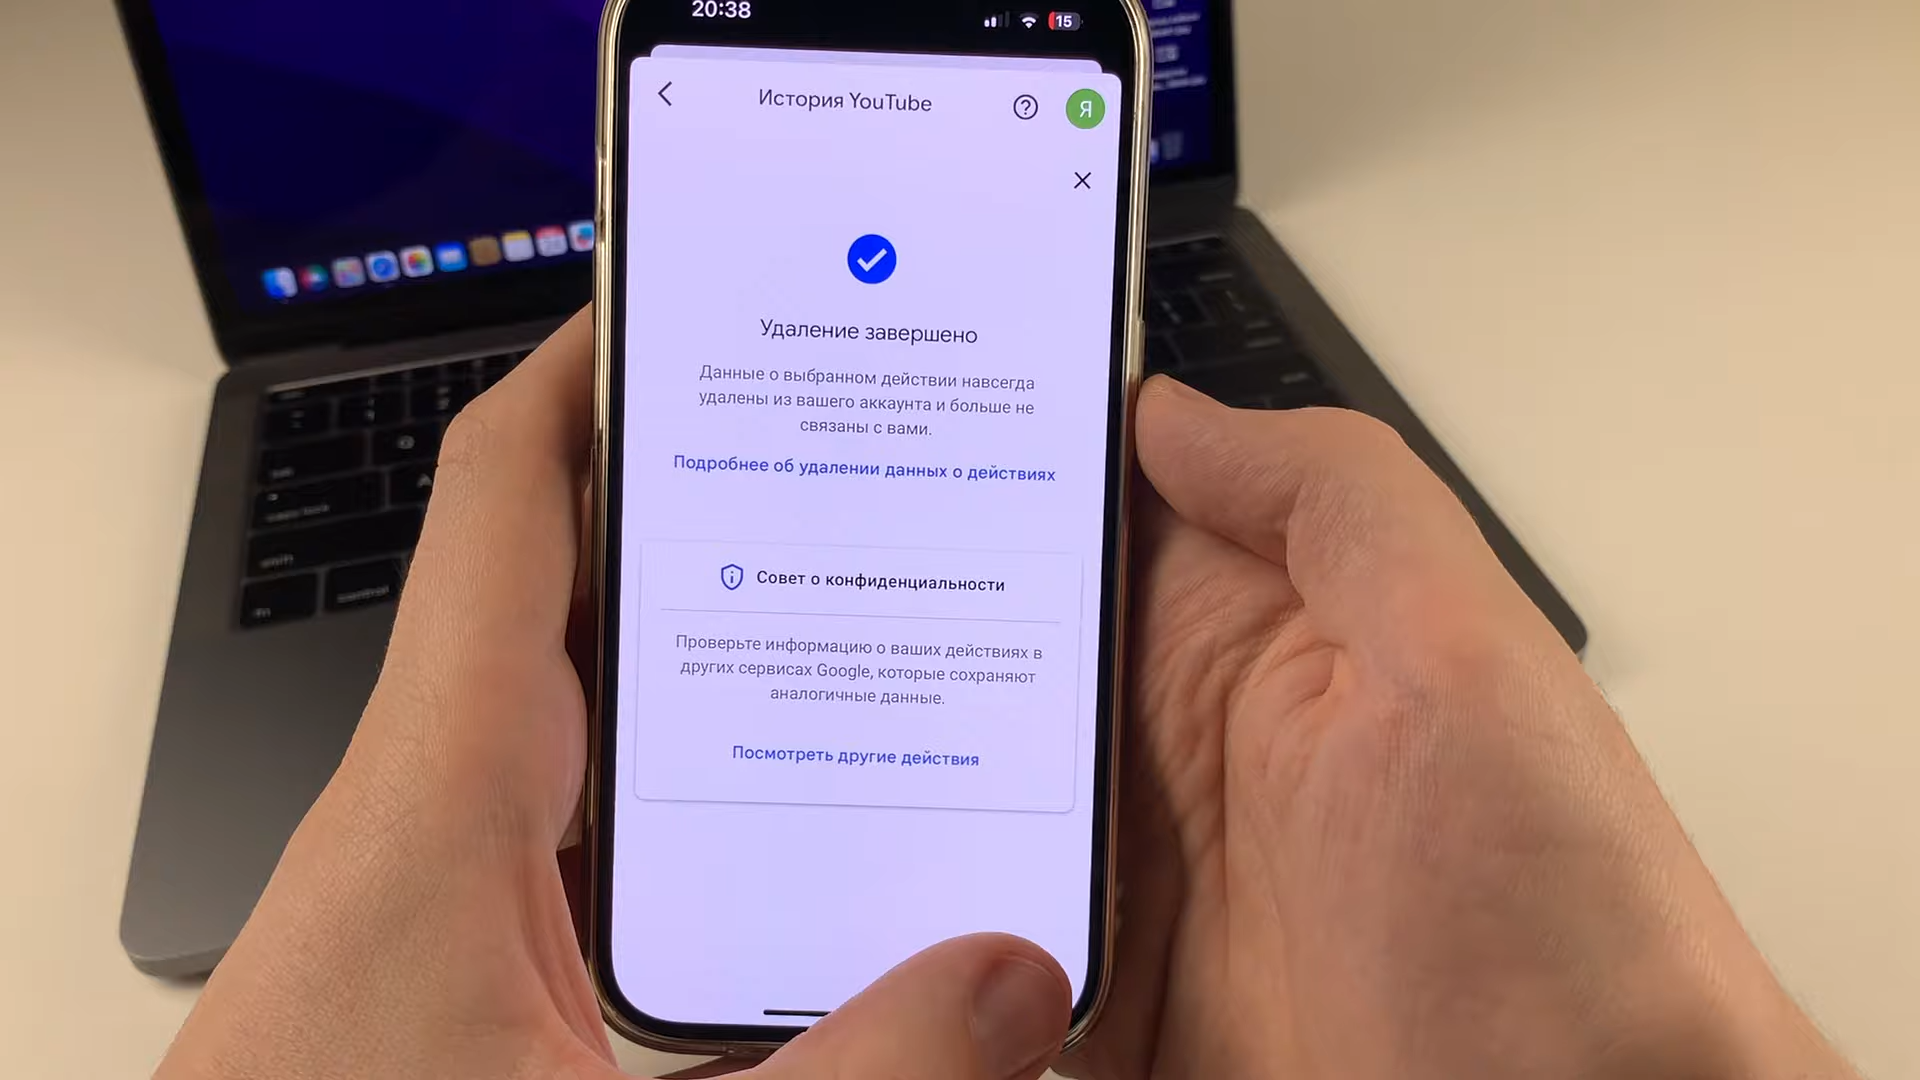 20:38
15
История YouTube
Я
Удаление завершено
Данные о выбранном действии навсегда
удалены из вашего аккаунта и больше не
связаны с вами.
Подробнее об удалении данных о действиях
Совет о конфиденциальности
Проверьте информацию о ваших действиях в
других сервисах Google, которые сохраняют
аналогичные данные.
Посмотреть другие действия